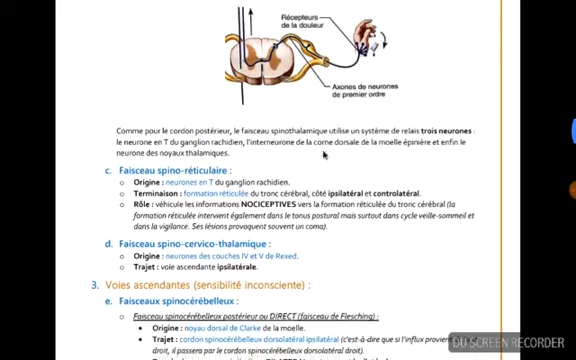 Récepteurs
de la douleur
Axones de neurones
de premier ordre
Comme pour le cordon postérieur, le faisceau spinothalamique utilise un système de relais trois neurones :
le neurone en T du ganglion rachidien, l'interneurone de la corne dorsale de la moelle épinière et enfin le
neurone des noyaux thalamiques.
c. Faisceau spino-réticulaire :
o Origine : neurones en T du ganglion rachidien.
o Terminaison : formation réticulée du tronc cérébral, côté ipsilatéral et controlatéral.
o Rôle : véhicule les informations NOCICEPTIVES vers la formation réticulée du tronc cérébral (la
formation réticulée intervient également dans le tonus postural mais surtout dans cycle veille-sommeil et
dans la vigilance. Ses lésions provoquent souvent un coma).
d. Faisceau spino-cervico-thalamique :
o Origine : neurones des couches IV et V de Rexed.
o Trajet : voie ascendante ipsilatérale.
3. Voies ascendantes (sensibilité inconsciente) :
e. Faisceaux spinocérébelleux :
o Faisceau spinocérébelleux postérieur ou DIRECT (faisceau de Flesching) :
• Origine : noyau dorsal de Clarke de la moelle.
• Trajet : cordon spinocérébelleux dorsolatéral ipsilatéral (c'est-à-dire que si l'influx provient
droit, il passera par le cordon spinocérébelleux dorsolatéral droit).
DU SCREEN RECORDER